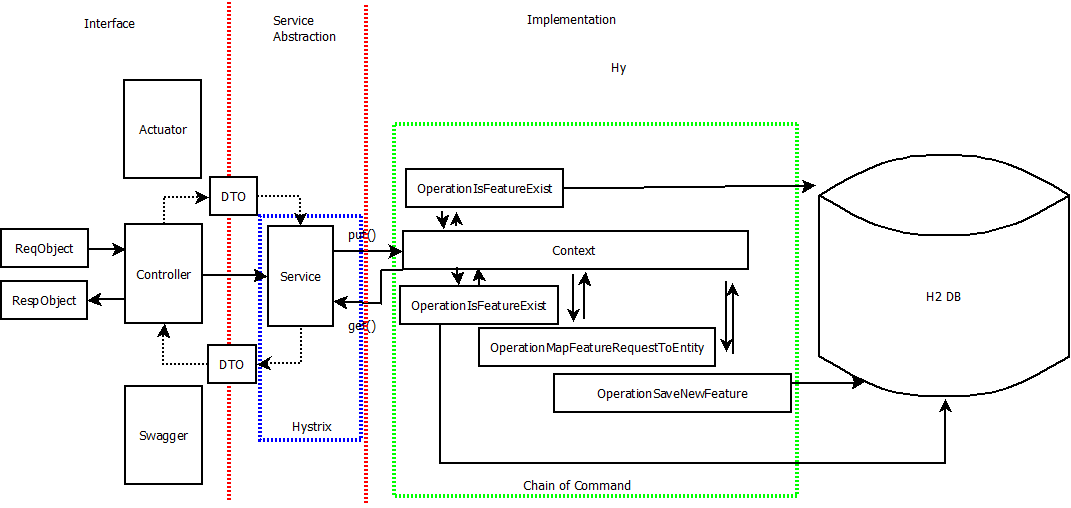 Interface
Service
Abstraction
Implementation
Hy
Actuator
DTO
OperationIsFeatureExist
ReqObject
Controller
Service
put()
Context
RespObject
OperationIsFeatureExist
H2 DB
get()
OperationMapFeatureRequestToEntity
DTO
OperationSaveNewFeature
Swagger
Hystrix
Chain of Command